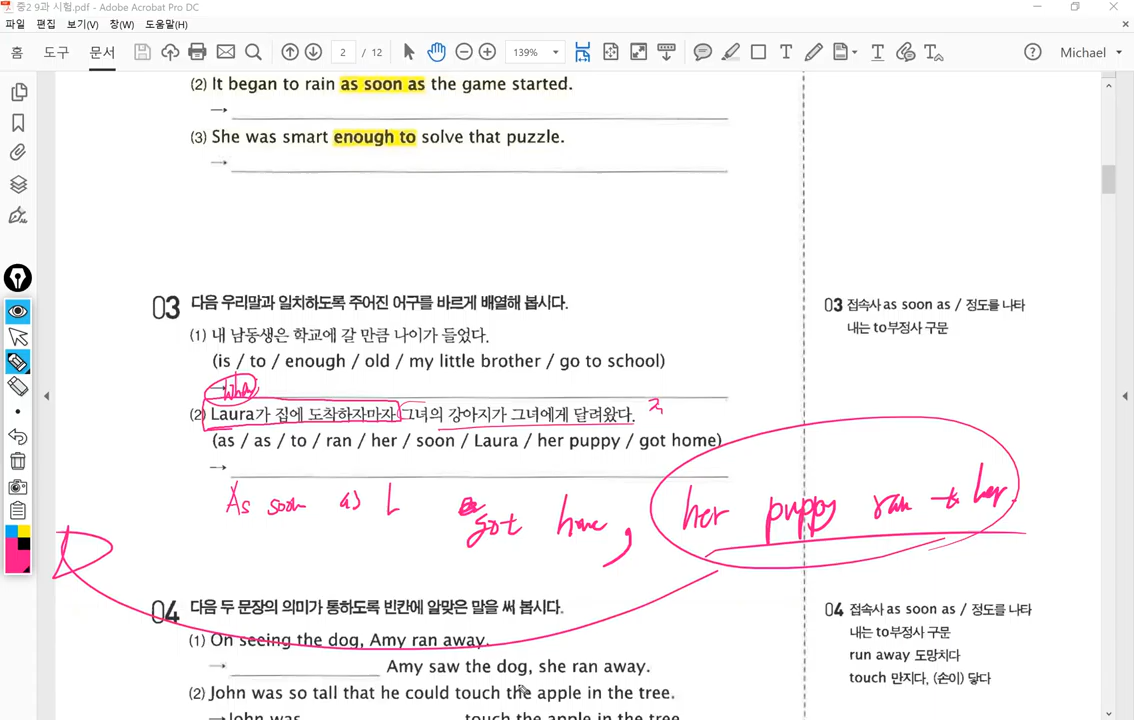 중2 9과 시험.pdf - Adobe Acrobat Pro DC
파일 편집 보기(V) 창(W) 도움말(H)
홈 도구 문서 2 / 12 139% Michael
(2) It began to rain as soon as the game started.
→
(3) She was smart enough to solve that puzzle.
→
03 다음 우리말과 일치하도록 주어진 어구를 바르게 배열해 봅시다.
03 접속사 as soon as / 정도를 나타
내는 to부정사 구문
(1) 내 남동생은 학교에 갈 만큼 나이가 들었다.
(is / to / enough / old / my little brother / go to school)
→ when
(2) Laura가 집에 도착하자마자 그녀의 강아지가 그녀에게 달려왔다.
(as / as / to / ran / her / soon / Laura / her puppy / got home)
→
As soon as L got home, her puppy ran to her.
04 다음 두 문장의 의미가 통하도록 빈칸에 알맞은 말을 써 봅시다.
04 접속사 as soon as / 정도를 나타
내는 to부정사 구문
run away 도망치다
touch 만지다, (손이) 닿다
(1) On seeing the dog, Amy ran away.
→ Amy saw the dog, she ran away.
(2) John was so tall that he could touch the apple in the tree.
→ John was touch the apple in the tree.